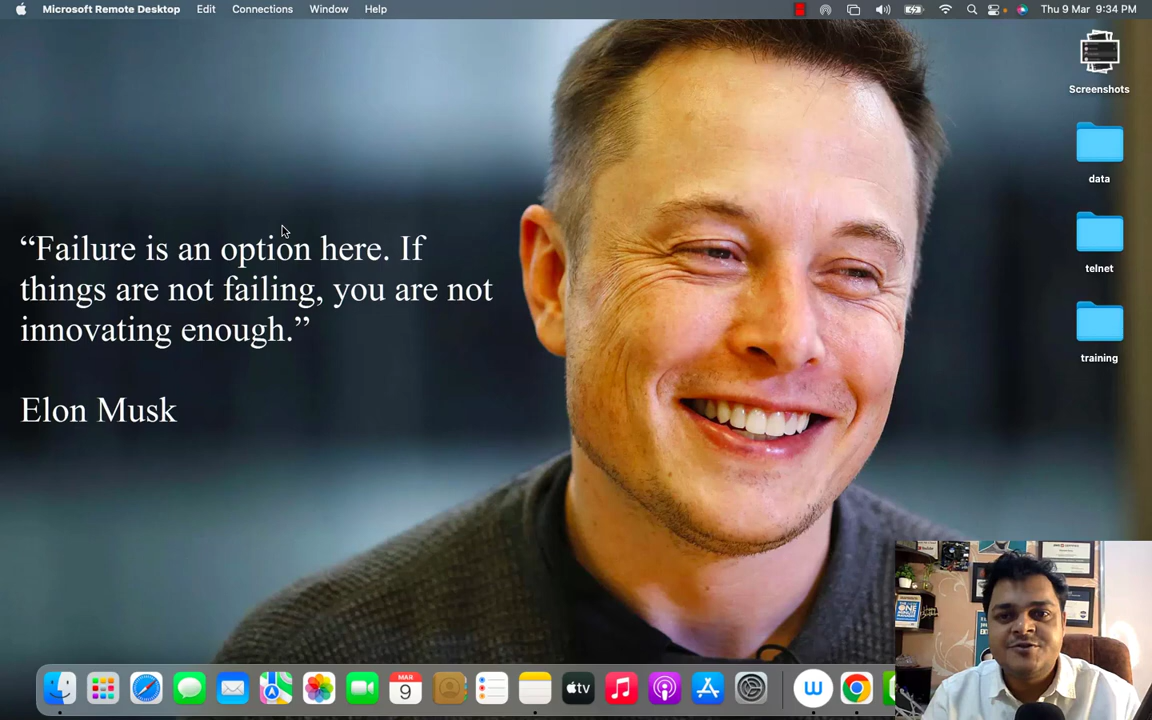 Microsoft Remote Desktop Edit Connections Window Help Thu 9 Mar 9:34 PM
Screenshots
data
“Failure is an option here. If
things are not failing, you are not
innovating enough.”
telnet
training
Elon Musk
MAR
9
tv